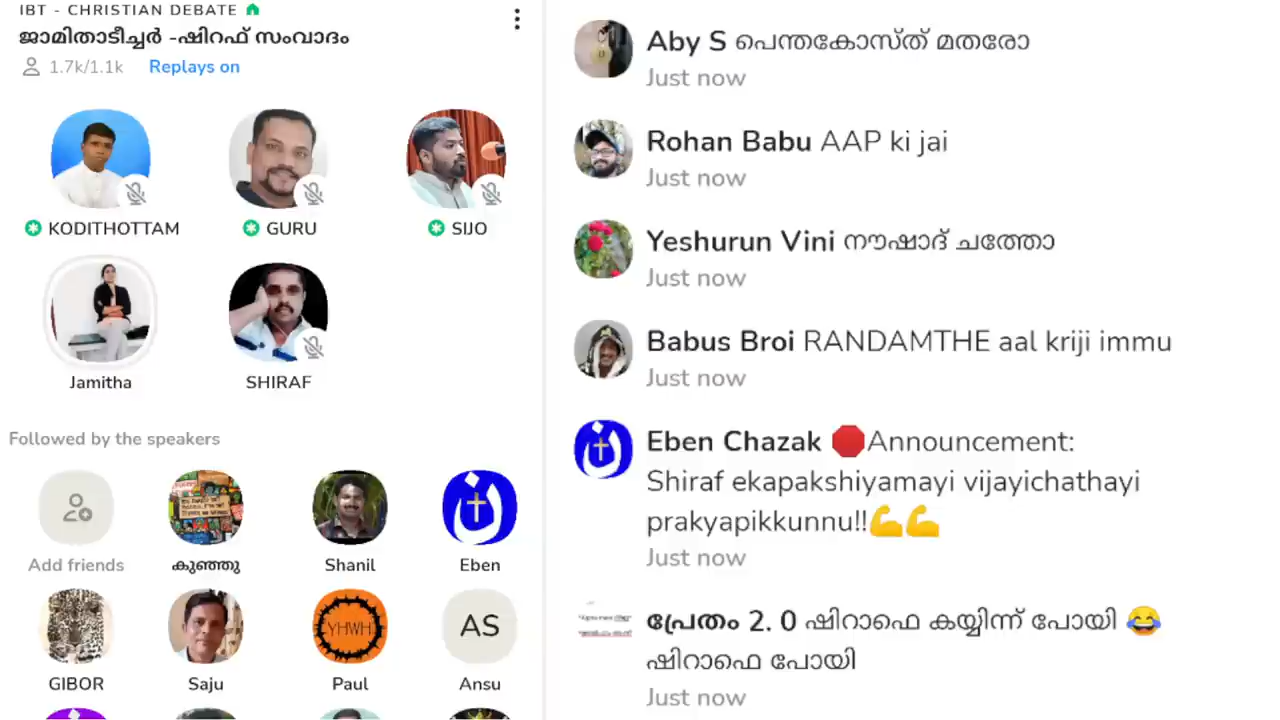 IBT - CHRISTIAN DEBATE
ജാമിതാടീച്ചർ -ഷിറഫ് സംവാദം
1.7k/1.1k Replays on
KODITHOTTAM GURU SIJO
Jamitha SHIRAF
Followed by the speakers
Add friends കുഞ്ഞു Shanil Eben
YHWH AS
GIBOR Saju Paul Ansu
Aby S പെന്തകോസ്ത് മതരോ
Just now
Rohan Babu AAP ki jai
Just now
Yeshurun Vini നൗഷാദ് ചത്തോ
Just now
Babus Broi RANDAMTHE aal kriji immu
Just now
Eben Chazak 🛑Announcement:
Shiraf ekapakshiyamayi vijayichathayi
prakyapikkunnu!!💪💪
Just now
പ്രേതം 2. 0 ഷിറാഫെ കയ്യിന്ന് പോയി 😂
ഷിറാഫെ പോയി
Just now